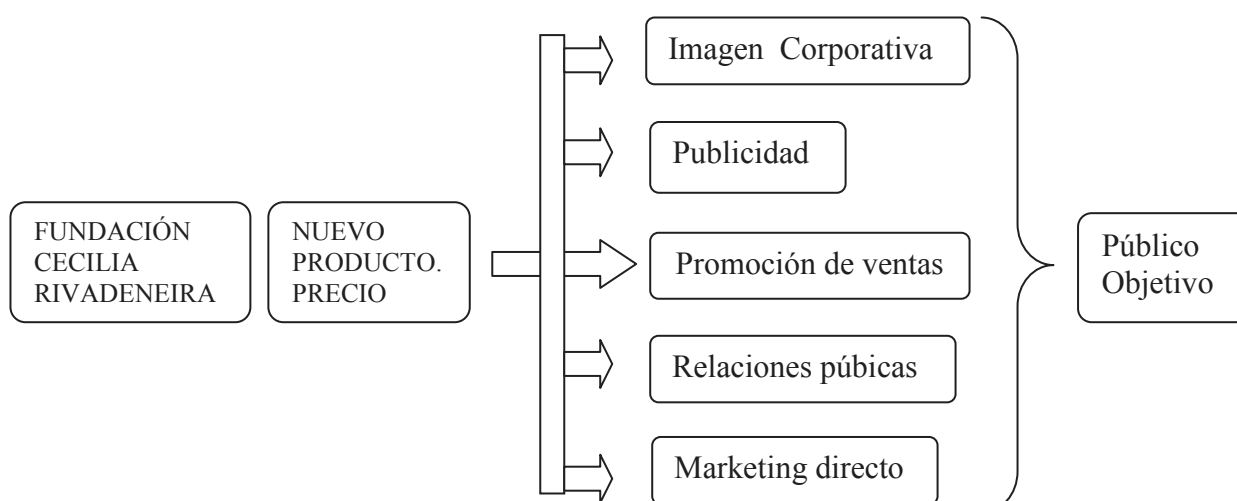 FUNDACIÓN
CECILIA
RIVADENEIRA
NUEVO
PRODUCTO.
PRECIO
Imagen Corporativa
Publicidad
Promoción de ventas
Relaciones púbicas
Marketing directo
Público
Objetivo